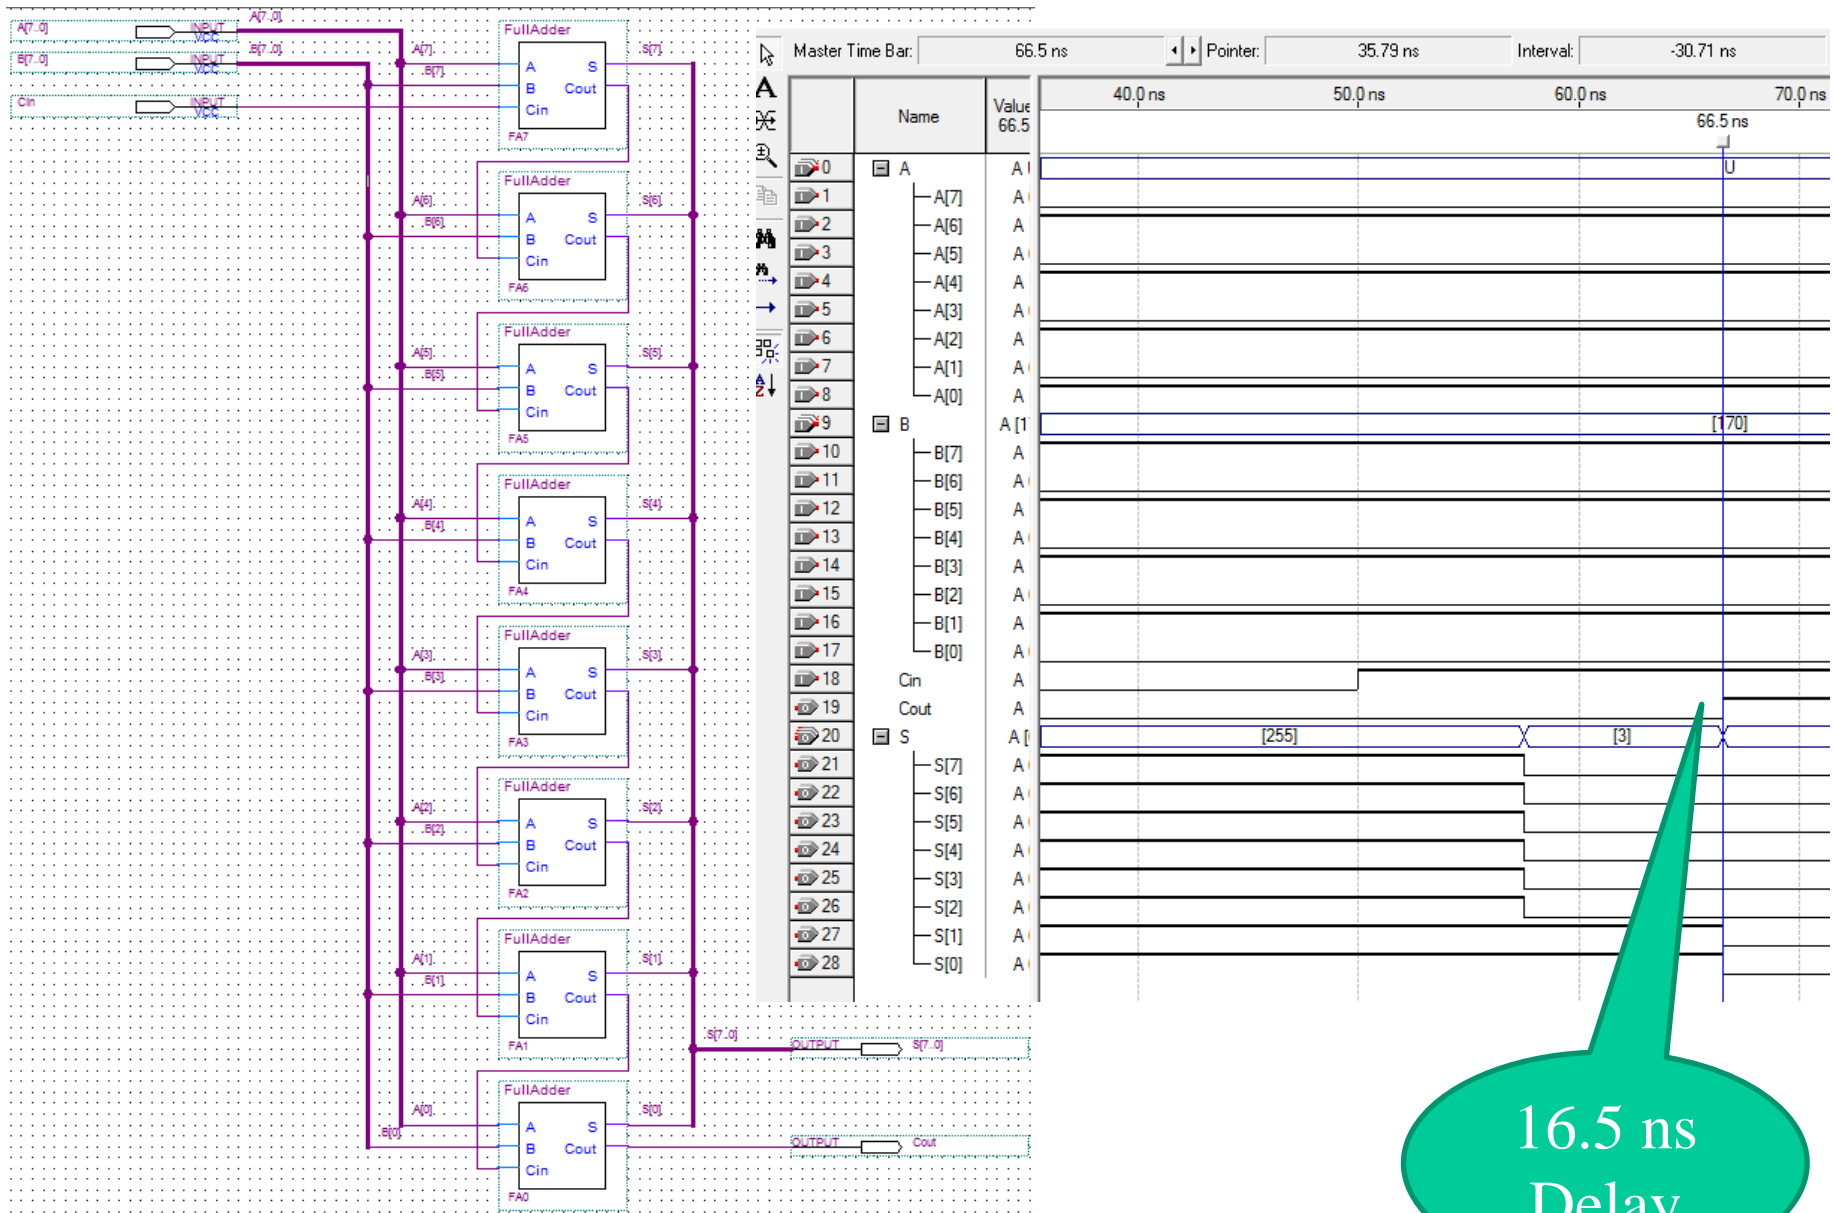 A[7..0]
A[7..0]
INPUT
VCC
B[7..0]
B[7..0]
INPUT
VCC
Cin
INPUT
VCC
FullAdder
A[7]
B[7]
S[7]
A
S
B
Cout
Cin
FA7
FullAdder
A[6]
B[6]
S[6]
A
S
B
Cout
Cin
FA6
FullAdder
A[5]
B[5]
S[5]
A
S
B
Cout
Cin
FA5
FullAdder
A[4]
B[4]
S[4]
A
S
B
Cout
Cin
FA4
FullAdder
A[3]
B[3]
S[3]
A
S
B
Cout
Cin
FA3
FullAdder
A[2]
B[2]
S[2]
A
S
B
Cout
Cin
FA2
FullAdder
A[1]
B[1]
S[1]
A
S
B
Cout
Cin
FA1
FullAdder
A[0]
B[0]
S[0]
A
S
B
Cout
Cin
FA0
S[7..0]
OUTPUT
S[7..0]
OUTPUT
Cout
Master Time Bar: 66.5 ns Pointer: 35.79 ns Interval: -30.71 ns
Name
Value
66.5
40.0 ns 50.0 ns 60.0 ns 70.0 ns
66.5 ns
0 A A U
1 A[7] A
2 A[6] A
3 A[5] A
4 A[4] A
5 A[3] A
6 A[2] A
7 A[1] A
8 A[0] A
9 B A [1 [170]
10 B[7] A
11 B[6] A
12 B[5] A
13 B[4] A
14 B[3] A
15 B[2] A
16 B[1] A
17 B[0] A
18 Cin A
19 Cout A
20 S A [ [255] [3]
21 S[7] A
22 S[6] A
23 S[5] A
24 S[4] A
25 S[3] A
26 S[2] A
27 S[1] A
28 S[0] A
16.5 ns
Delay